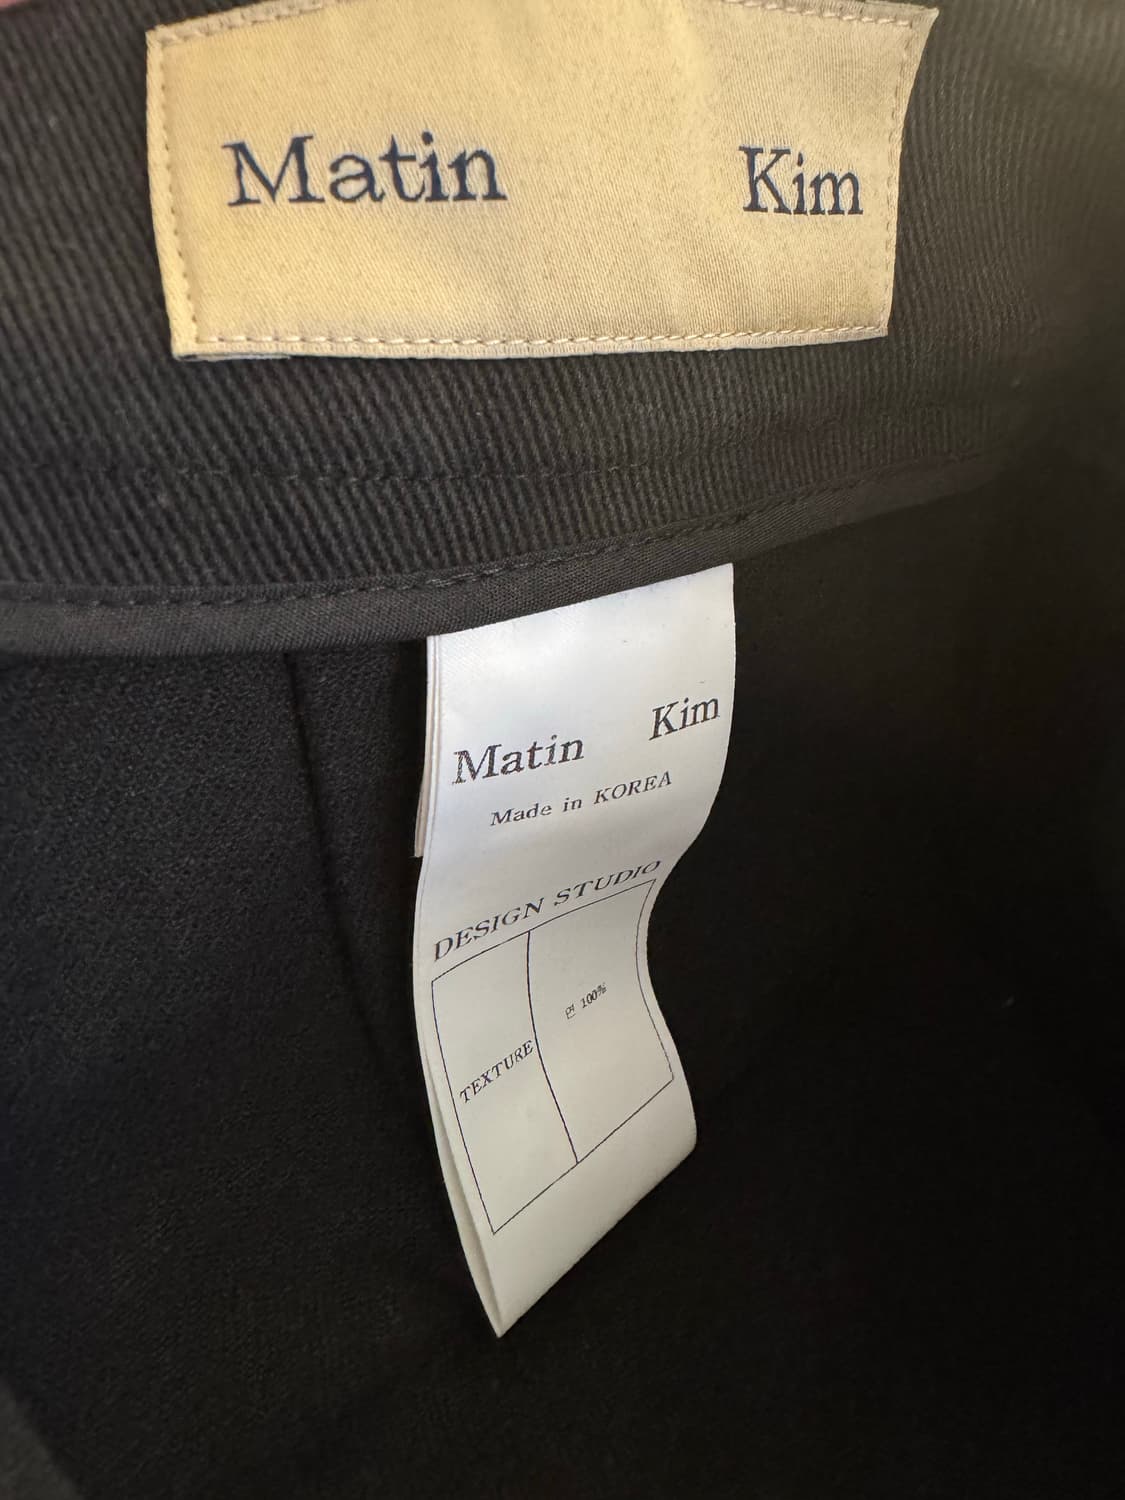 Matin Kim
Matin Kim
Made in KOREA
DESIGN STUDIO
TEXTURE
면 100%